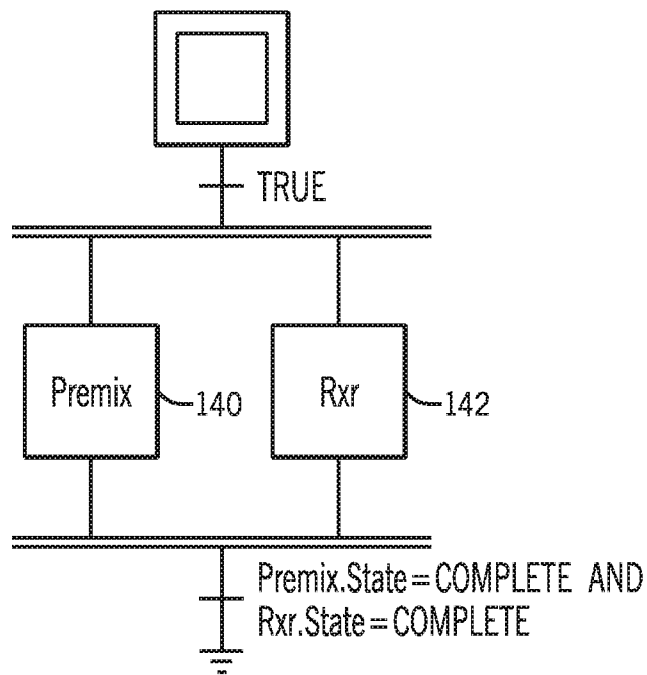 TRUE
Premix
140
Rxr
142
Premix.State=COMPLETE AND
Rxr.State=COMPLETE